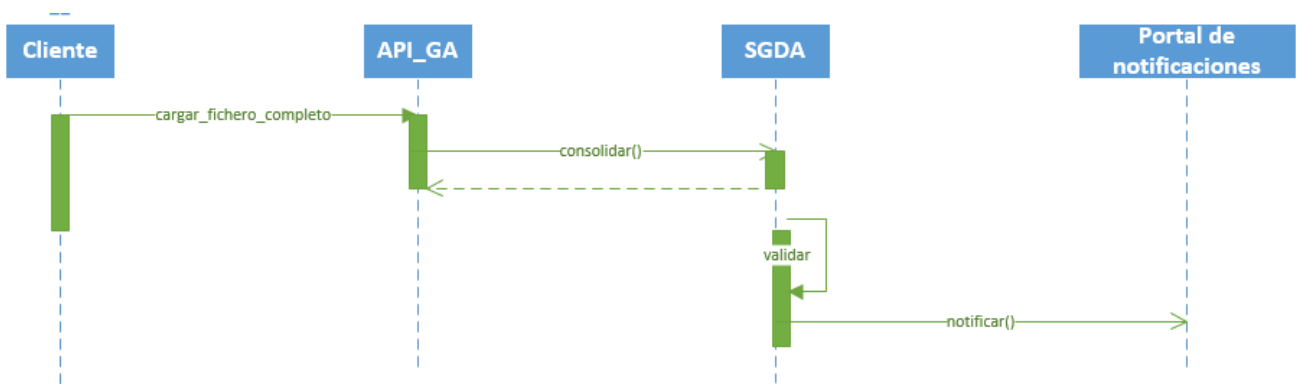 Cliente
API_GA
SGDA
Portal de
notificaciones
cargar_fichero_completo
consolidar()
validar
notificar()